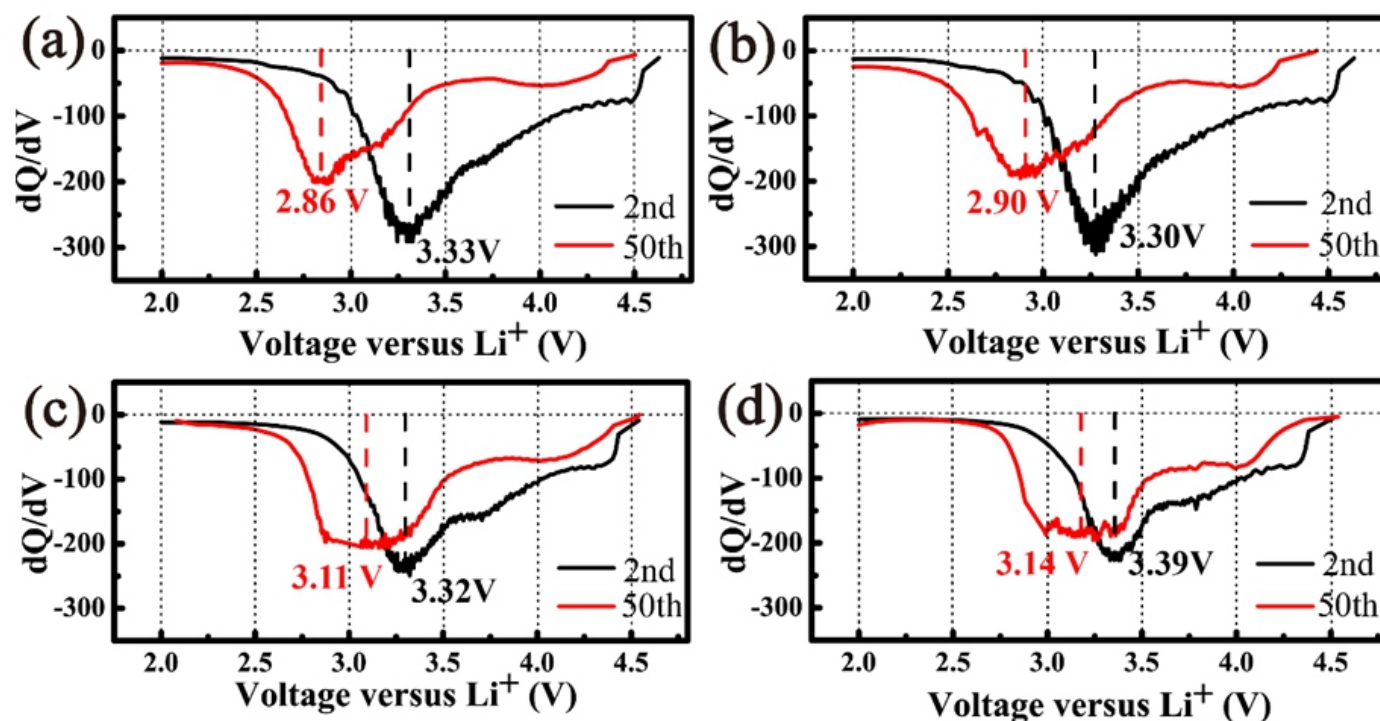 (a)
0
-100
-200
-300
dQ/dV
2.86 V
3.33V
2nd
50th
2.0 2.5 3.0 3.5 4.0 4.5
Voltage versus Li⁺ (V)
(b)
0
-100
-200
-300
dQ/dV
2.90 V
3.30V
2nd
50th
2.0 2.5 3.0 3.5 4.0 4.5
Voltage versus Li⁺ (V)
(c)
0
-100
-200
-300
dQ/dV
3.11 V
3.32V
2nd
50th
2.0 2.5 3.0 3.5 4.0 4.5
Voltage versus Li⁺ (V)
(d)
0
-100
-200
-300
dQ/dV
3.14 V
3.39V
2nd
50th
2.0 2.5 3.0 3.5 4.0 4.5
Voltage versus Li⁺ (V)